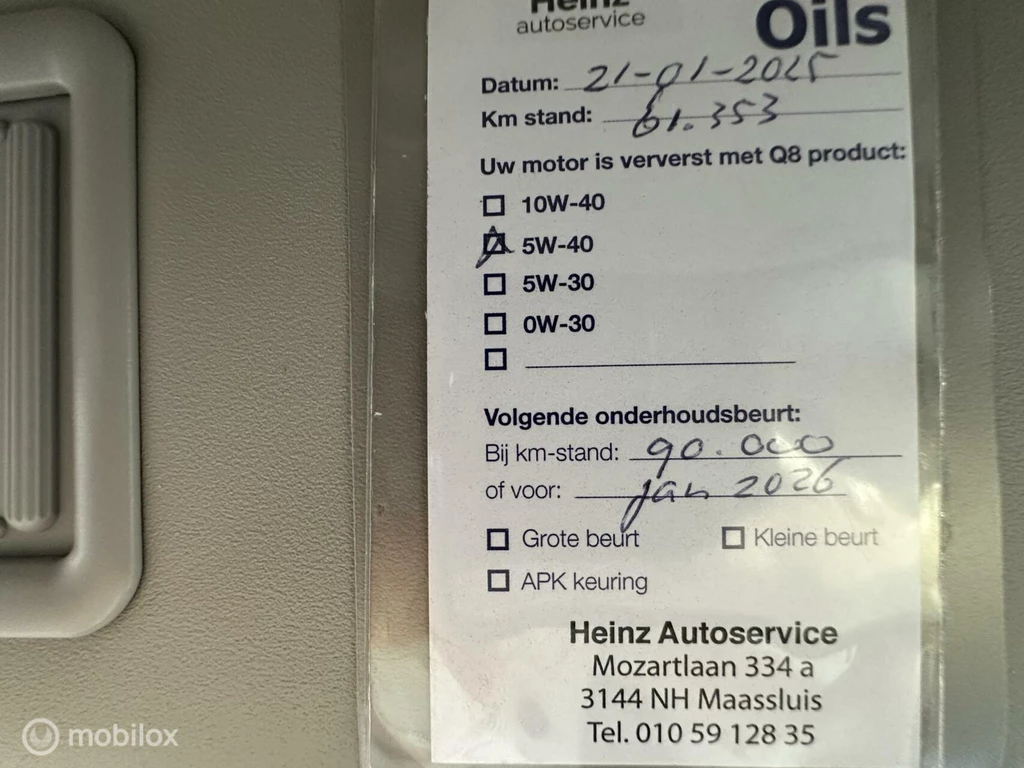 Heinz
autoservice
Oils
Datum: 21-01-2025
Km stand: 61.353
Uw motor is ververst met Q8 product:
10W-40
5W-40
5W-30
0W-30
Volgende onderhoudsbeurt:
Bij km-stand: 90.000
of voor: jan 2026
Grote beurt Kleine beurt
APK keuring
Heinz Autoservice
Mozartlaan 334 a
3144 NH Maassluis
Tel. 010 59 128 35
mobilox